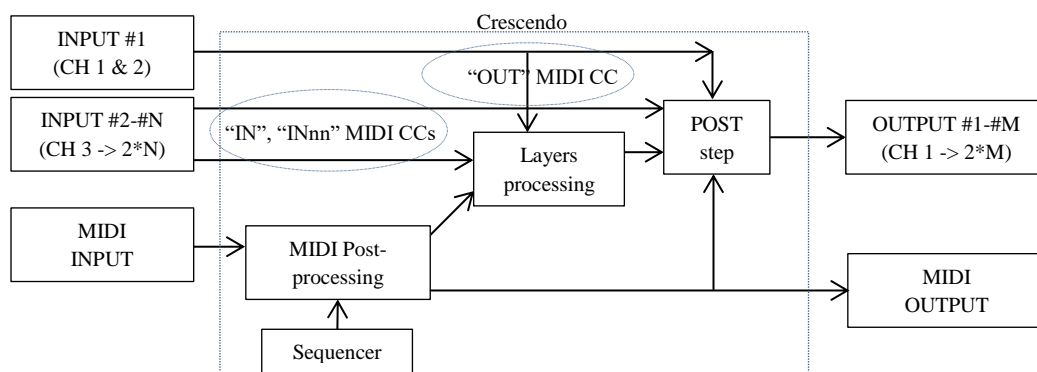 Crescendo
INPUT #1
(CH 1 & 2)
“OUT” MIDI CC
INPUT #2-#N
(CH 3 -> 2*N)
“IN”, “INnn” MIDI CCs
Layers
processing
POST
step
OUTPUT #1-#M
(CH 1 -> 2*M)
MIDI
INPUT
MIDI Post-
processing
MIDI
OUTPUT
Sequencer